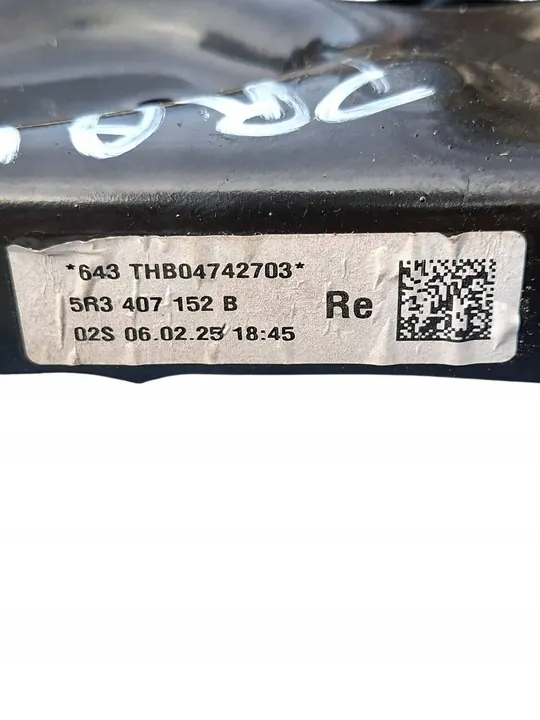 *643 THB04742703*
5R3 407 152 B
Re
02S 06.02.25 18:45